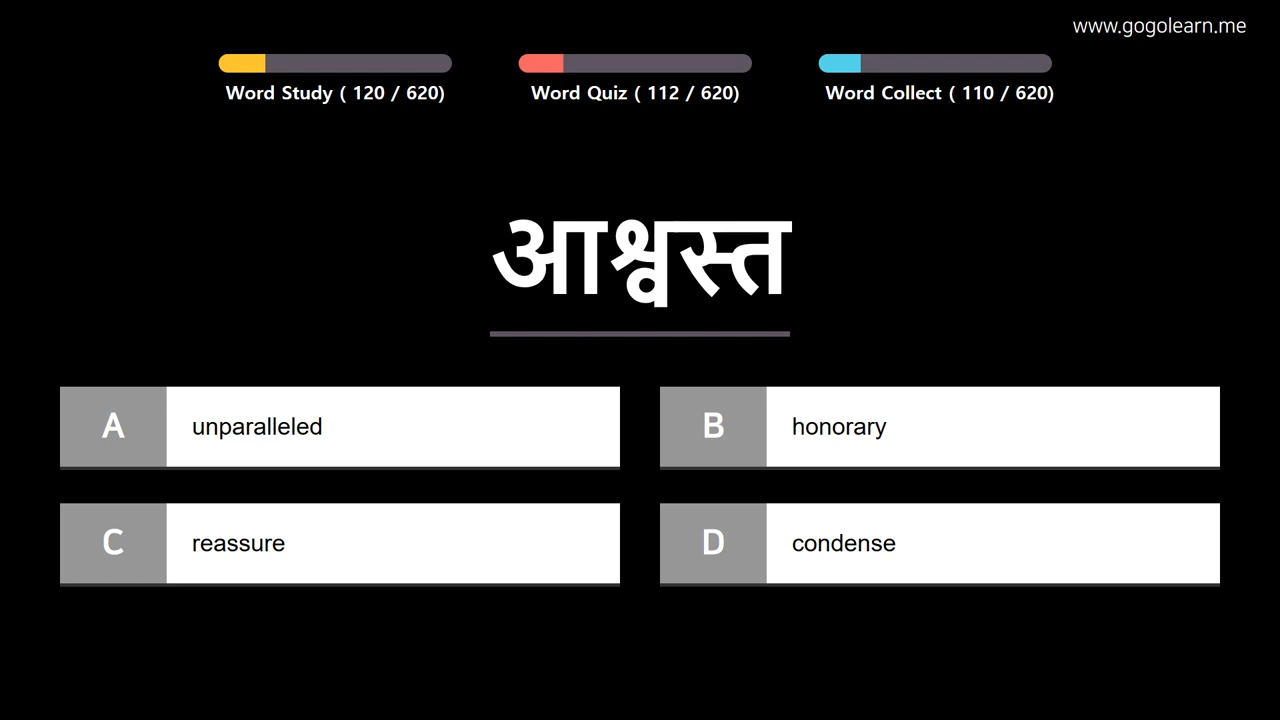 www.gogolearn.me
Word Study ( 120 / 620)
Word Quiz ( 112 / 620)
Word Collect ( 110 / 620)
आश्वस्त
A unparalleled
B honorary
C reassure
D condense